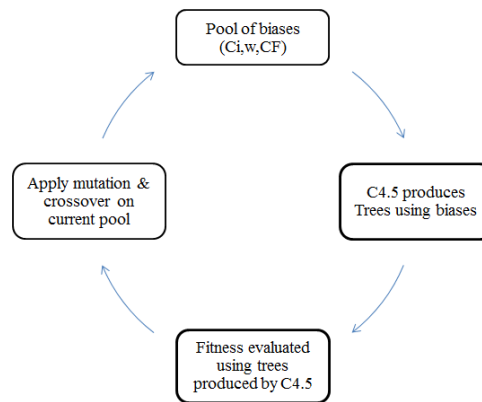 Pool of biases
(Ci,w,CF)
C4.5 produces
Trees using biases
Fitness evaluated
using trees
produced by C4.5
Apply mutation &
crossover on
current pool